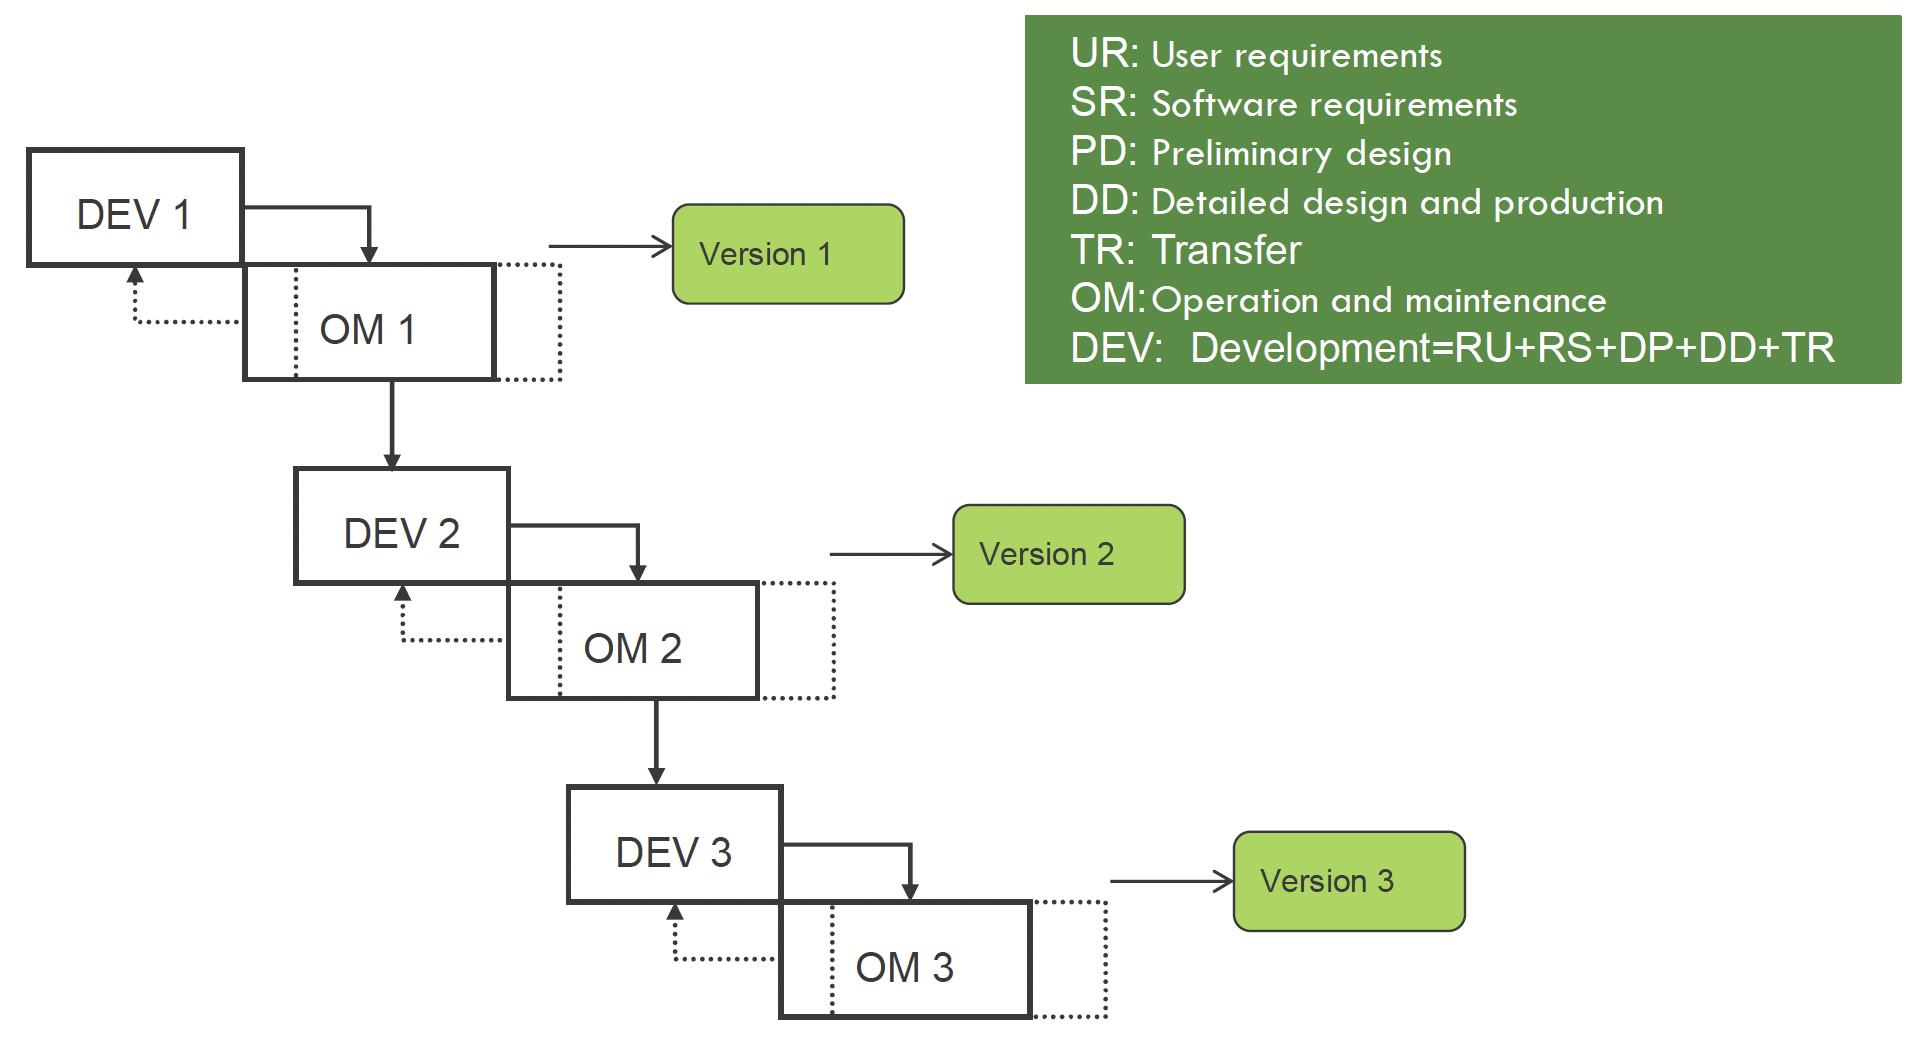 UR: User requirements
SR: Software requirements
PD: Preliminary design
DD: Detailed design and production
TR: Transfer
OM: Operation and maintenance
DEV: Development=RU+RS+DP+DD+TR
DEV 1
OM 1
Version 1
DEV 2
OM 2
Version 2
DEV 3
OM 3
Version 3